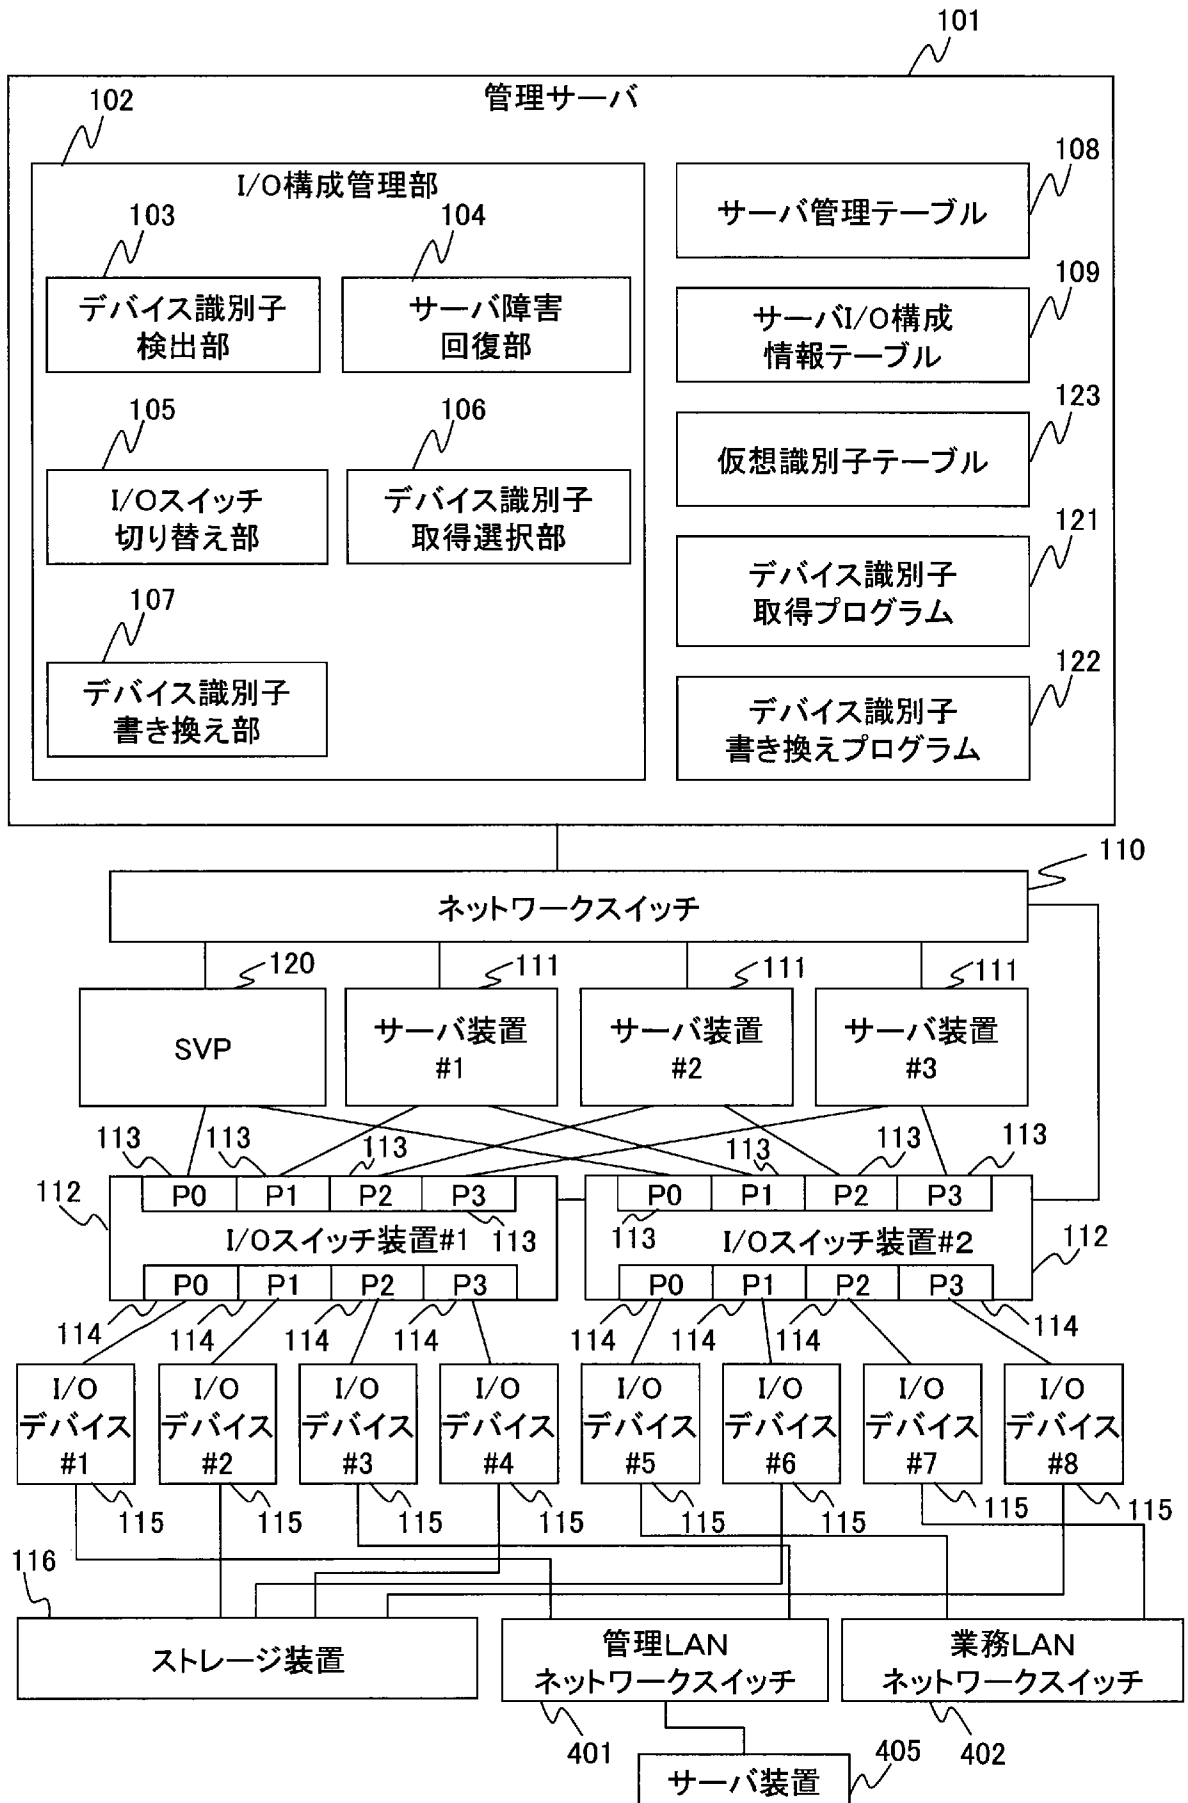 101
管理サーバ
102
I/O構成管理部
108
サーバ管理テーブル
103
デバイス識別子
検出部
104
サーバ障害
回復部
109
サーバI/O構成
情報テーブル
105
I/Oスイッチ
切り替え部
106
デバイス識別子
取得選択部
123
仮想識別子テーブル
121
デバイス識別子
取得プログラム
107
デバイス識別子
書き換え部
122
デバイス識別子
書き換えプログラム
110
ネットワークスイッチ
120
SVP
111
サーバ装置
#1
111
サーバ装置
#2
111
サーバ装置
#3
113
113
113
113
113
113
112
P0
P1
P2
P3
P0
P1
P2
P3
I/Oスイッチ装置#1
113
113
I/Oスイッチ装置#2
112
P0
P1
P2
P3
P0
P1
P2
P3
114
114
114
114
114
114
114
114
I/O
デバイス
#1
I/O
デバイス
#2
I/O
デバイス
#3
I/O
デバイス
#4
I/O
デバイス
#5
I/O
デバイス
#6
I/O
デバイス
#7
I/O
デバイス
#8
115
115
115
115
115
115
115
115
116
ストレージ装置
管理LAN
ネットワークスイッチ
業務LAN
ネットワークスイッチ
401
402
405
サーバ装置